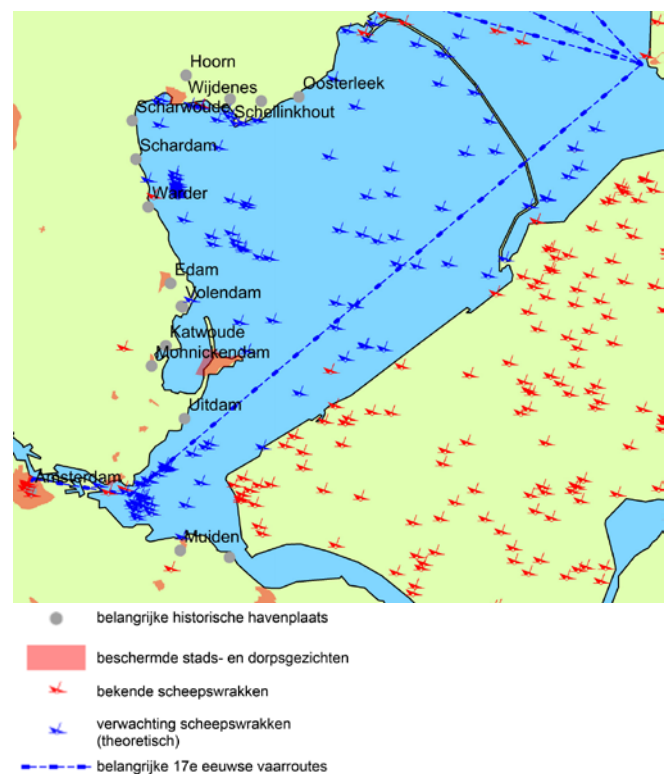 Hoorn
Wijdenes
Oosterleek
Scharwoude
Schellinkhout
Schardam
Warder
Edam
Volendam
Katwoude
Monnickendam
Uitdam
Amsterdam
Muiden
belangrijke historische havenplaats
beschermde stads- en dorpsgezichten
bekende scheepswrakken
verwachting scheepswrakken
(theoretisch)
belangrijke 17e eeuwse vaarroutes